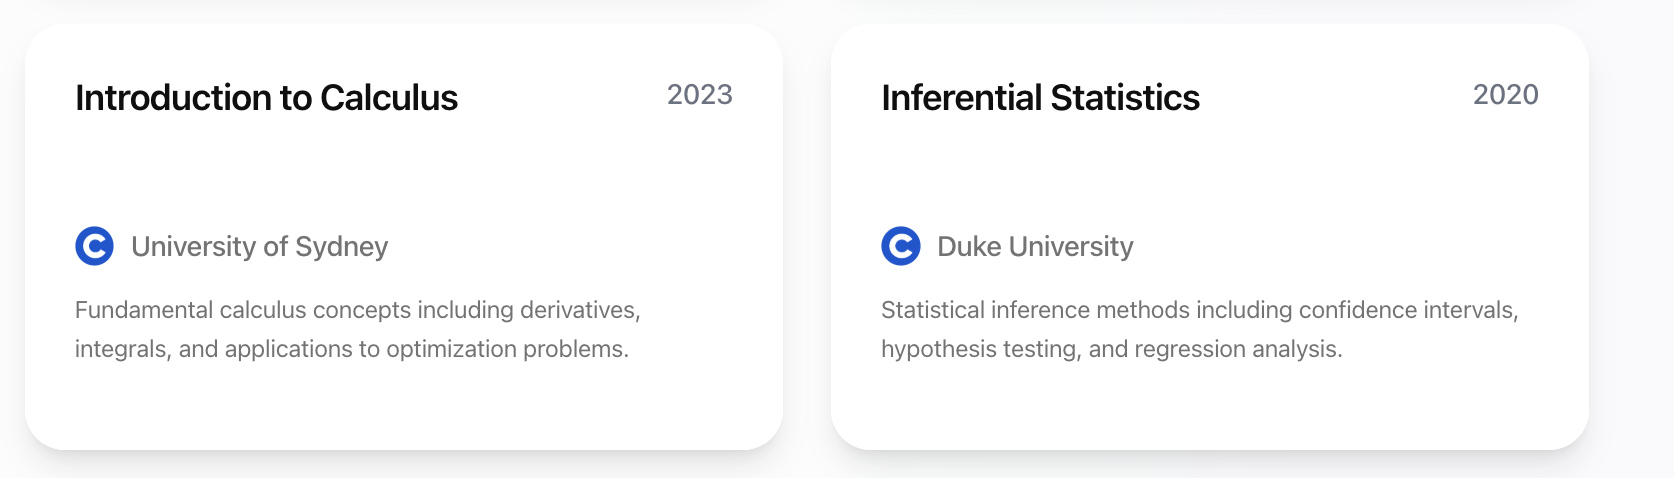 Introduction to Calculus
2023
University of Sydney
Fundamental calculus concepts including derivatives,
integrals, and applications to optimization problems.
Inferential Statistics
2020
Duke University
Statistical inference methods including confidence intervals,
hypothesis testing, and regression analysis.